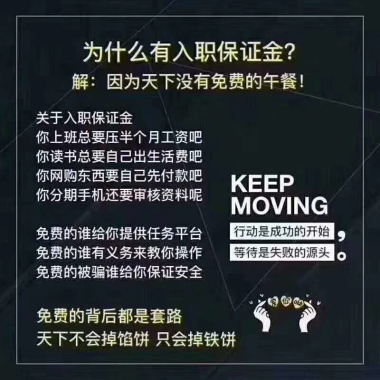 为什么有入职保证金?
解：因为天下没有免费的午餐！
关于入职保证金
你上班总要压半个月工资吧
你读书总要自己出生活费吧
你网购东西要自己先付款吧
你分期手机还要审核资料呢
免费的谁给你提供任务平台
免费的谁有义务来教你操作
免费的被骗谁给你保证安全
KEEP
MOVING
行动是成功的开始，
等待是失败的源头。
免费的背后都是套路
天下不会掉馅饼 只会掉铁饼